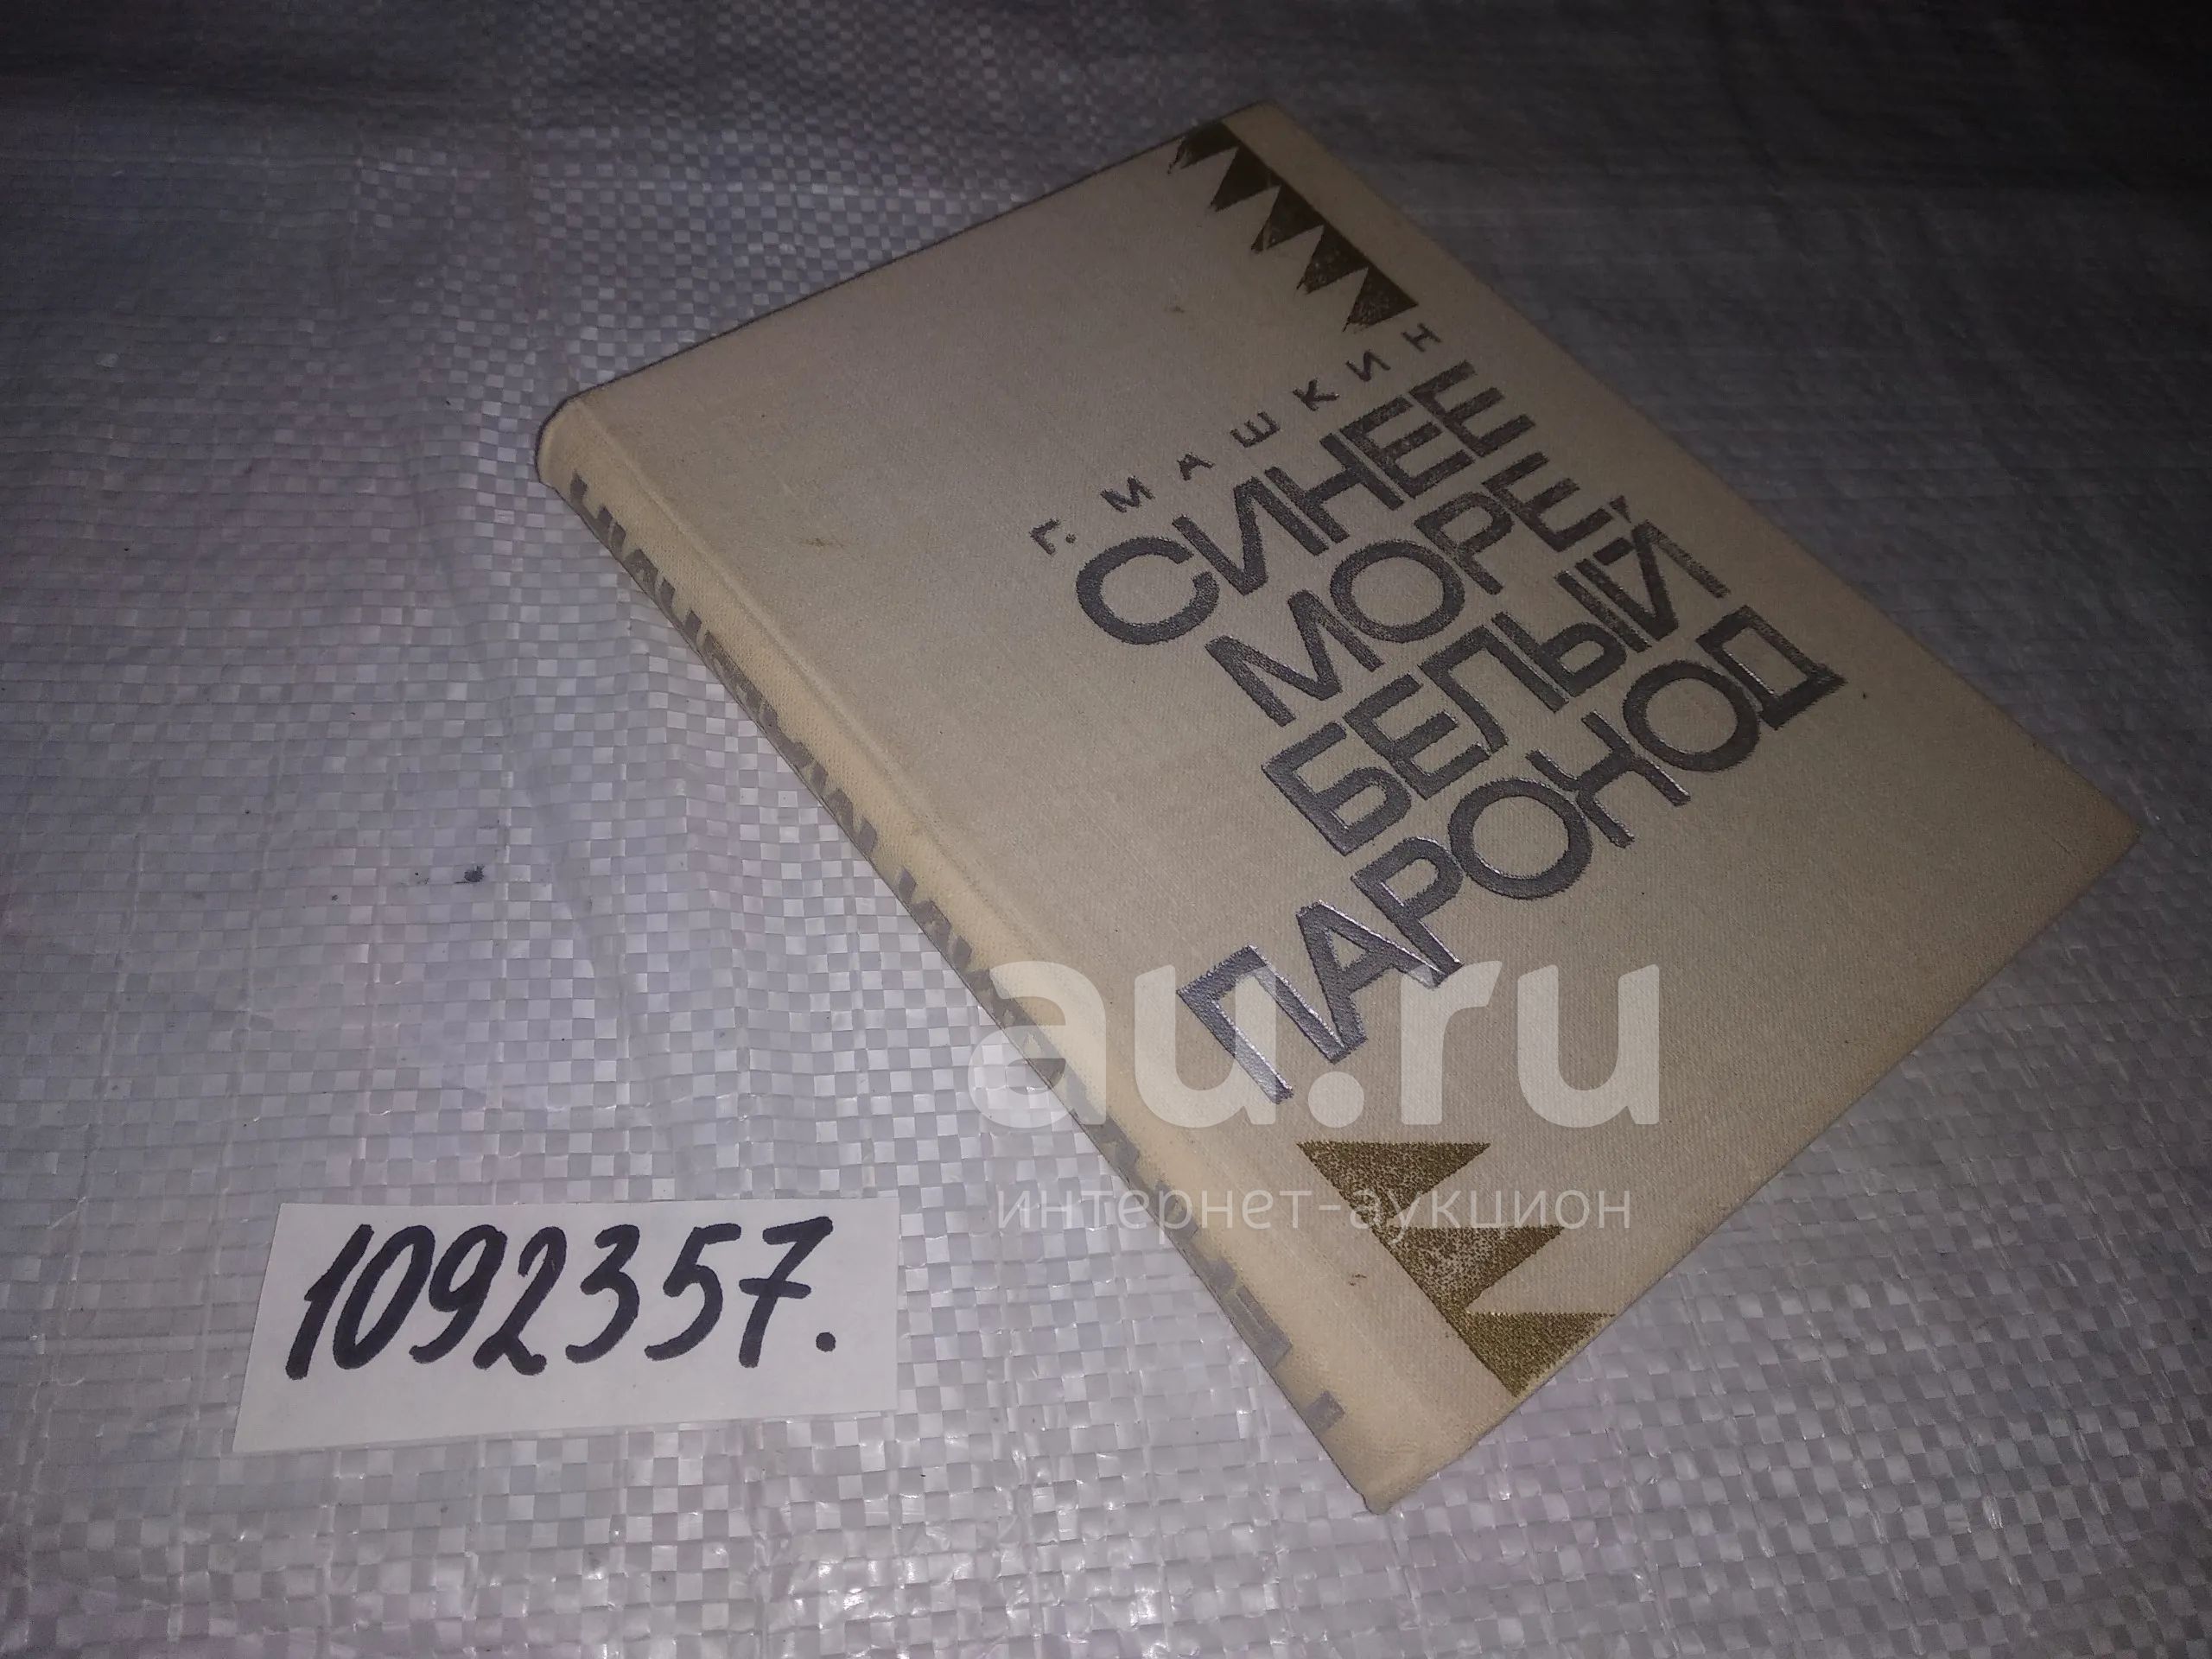 Г. МАШКИН
СИНЕЕ
МОРЕ,
БЕЛЫЙ
ПАРОХОД
au.ru
интернет-аукцион
1092357.